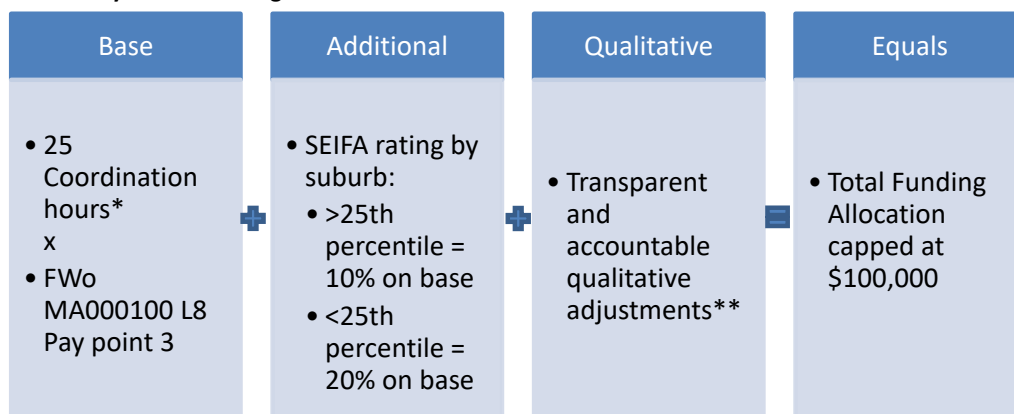 Base
• 25
Coordination
hours*
x
• FWo
MA000100 L8
Pay point 3
+
Additional
• SEIFA rating by
suburb:
• >25th
percentile =
10% on base
• <25th
percentile =
20% on base
+
Qualitative
• Transparent
and
accountable
qualitative
adjustments**
=
Equals
• Total Funding
Allocation
capped at
$100,000